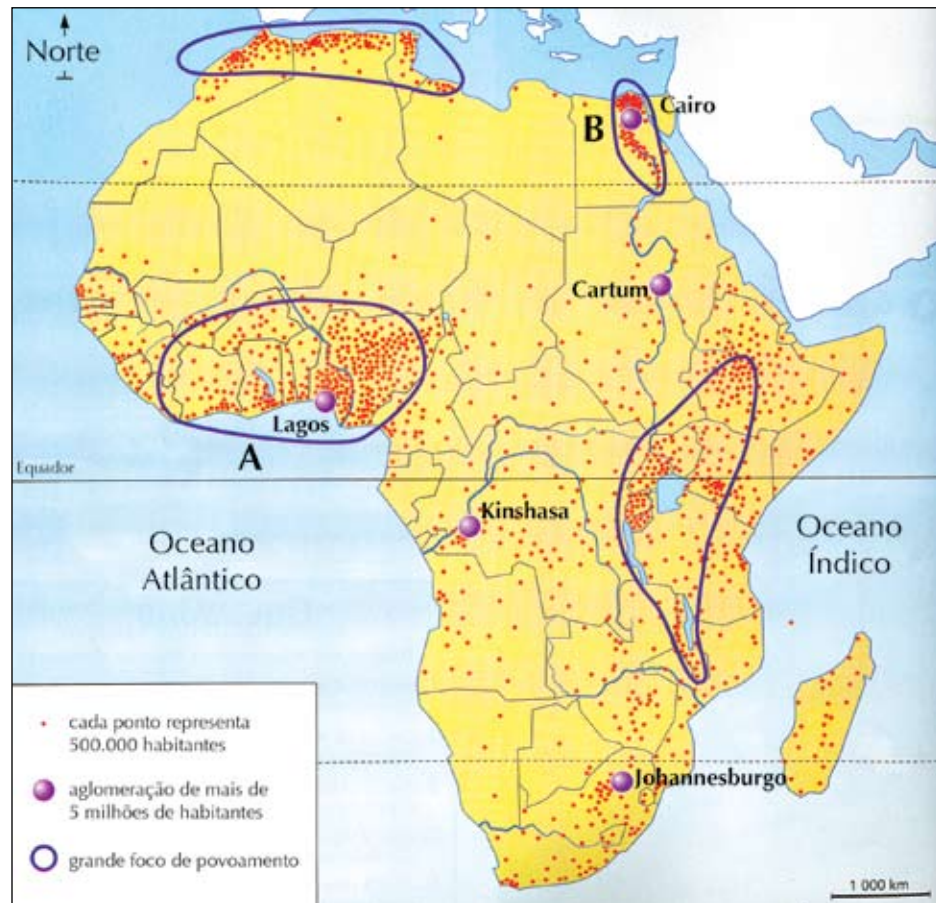 Norte
Cairo
B
Cartum
Lagos
A
Equador
Kinshasa
Oceano
Atlântico
Oceano
Índico
Johannesburgo
cada ponto representa
500.000 habitantes
aglomeração de mais de
5 milhões de habitantes
grande foco de povoamento
1 000 km